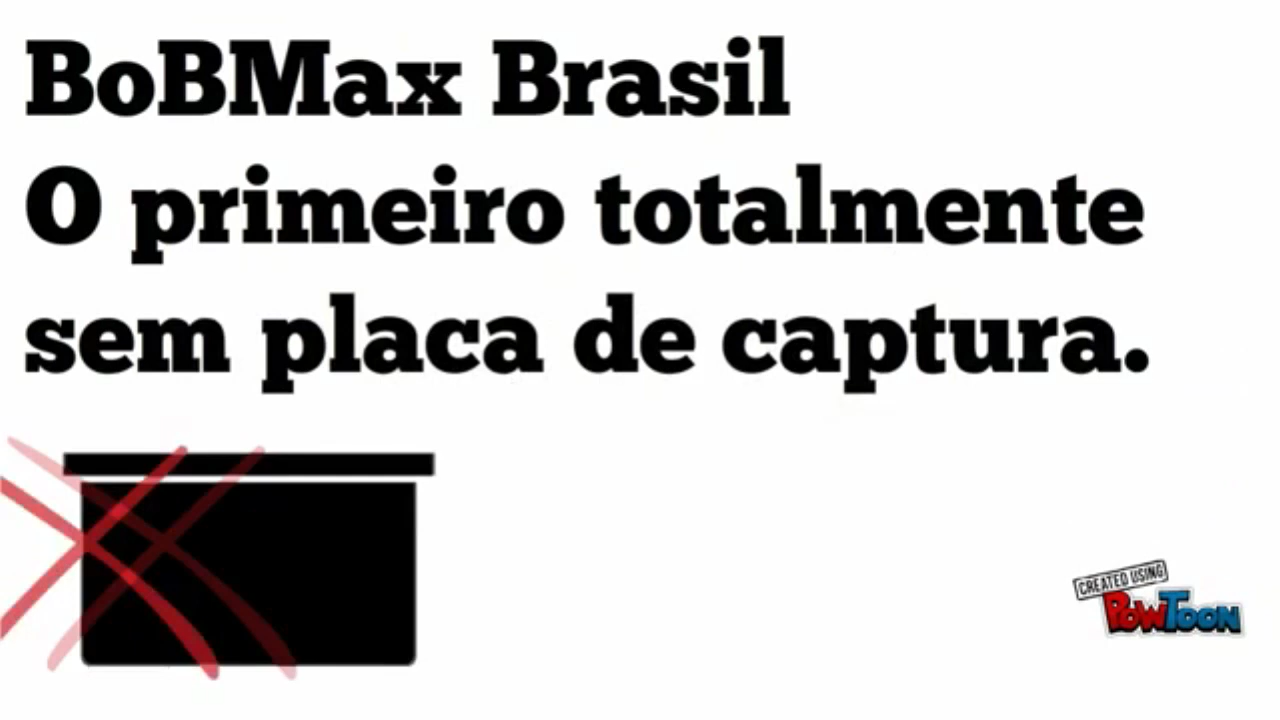 BoBMax Brasil
O primeiro totalmente
sem placa de captura.
CREATED USING
POWTOON